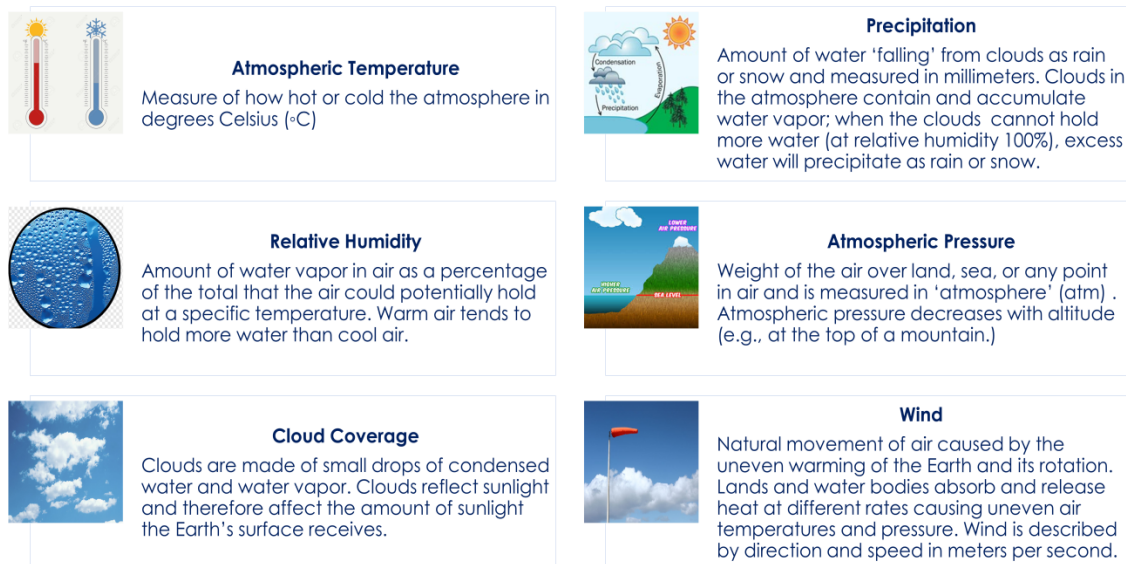 Atmospheric Temperature
Measure of how hot or cold the atmosphere in
degrees Celsius (◦C)
Condensation
Evaporation
Precipitation
Precipitation
Amount of water ‘falling’ from clouds as rain
or snow and measured in millimeters. Clouds in
the atmosphere contain and accumulate
water vapor; when the clouds cannot hold
more water (at relative humidity 100%), excess
water will precipitate as rain or snow.
Relative Humidity
Amount of water vapor in air as a percentage
of the total that the air could potentially hold
at a specific temperature. Warm air tends to
hold more water than cool air.
LOWER
AIR PRESSURE
HIGHER
AIR PRESSURE
SEA LEVEL
Atmospheric Pressure
Weight of the air over land, sea, or any point
in air and is measured in ‘atmosphere’ (atm) .
Atmospheric pressure decreases with altitude
(e.g., at the top of a mountain.)
Cloud Coverage
Clouds are made of small drops of condensed
water and water vapor. Clouds reflect sunlight
and therefore affect the amount of sunlight
the Earth’s surface receives.
Wind
Natural movement of air caused by the
uneven warming of the Earth and its rotation.
Lands and water bodies absorb and release
heat at different rates causing uneven air
temperatures and pressure. Wind is described
by direction and speed in meters per second.